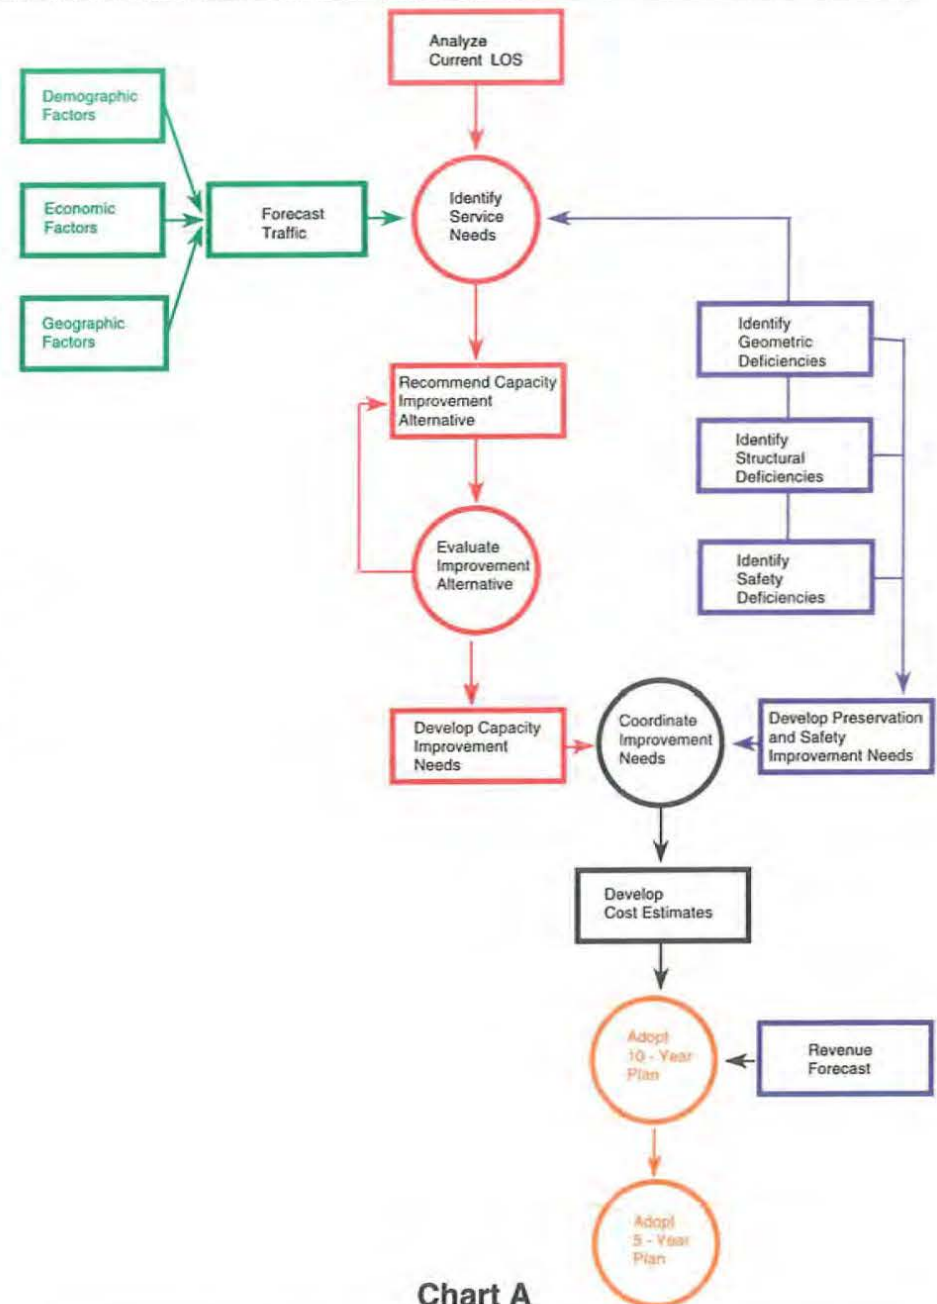 Analyze
Current LOS
Demographic
Factors
Economic
Factors
Geographic
Factors
Forecast
Traffic
Identify
Service
Needs
Identify
Geometric
Deficiencies
Recommend Capacity
Improvement
Alternative
Identify
Structural
Deficiencies
Evaluate
Improvement
Alternative
Identify
Safety
Deficiencies
Develop Capacity
Improvement
Needs
Coordinate
Improvement
Needs
Develop Preservation
and Safety
Improvement Needs
Develop
Cost Estimates
Adopt
10 - Year
Plan
Revenue
Forecast
Adopt
5 - Year
Plan
Chart A